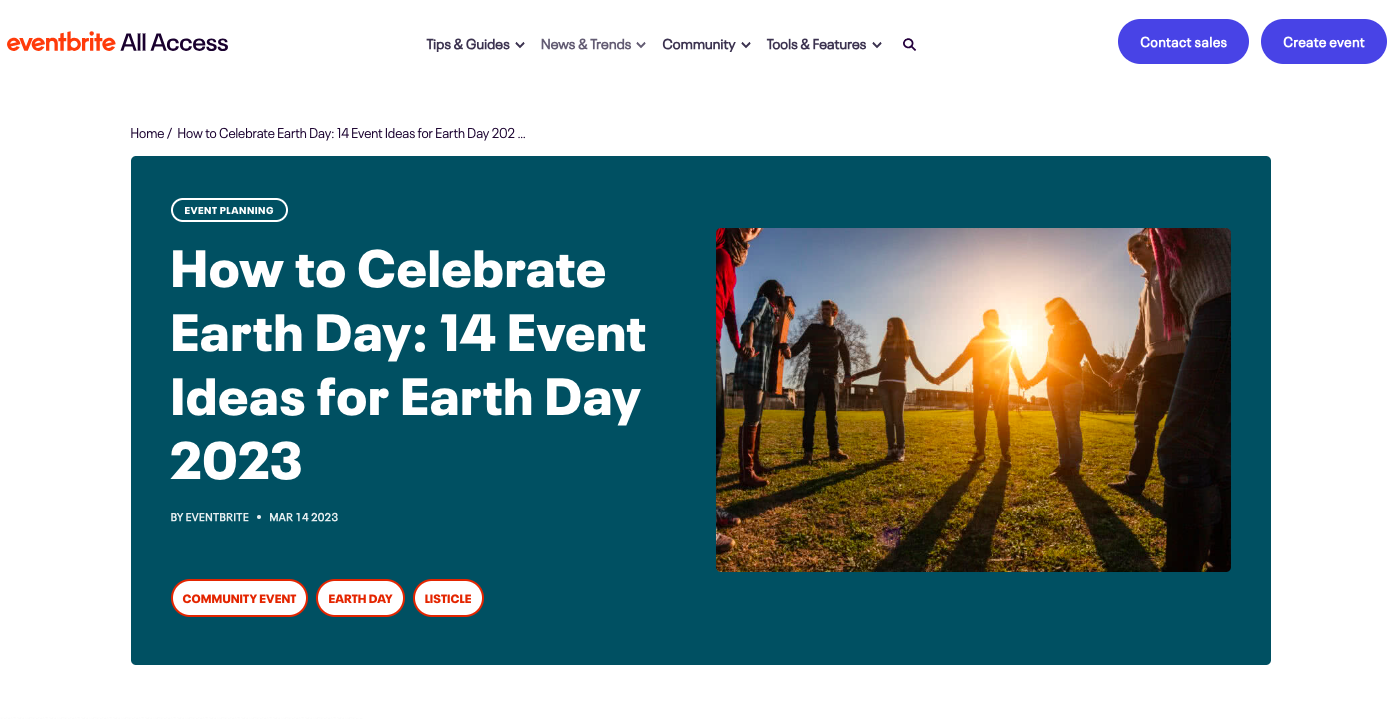 eventbrite All Access
Tips & Guides
News & Trends
Community
Tools & Features
Contact sales
Create event
Home / How to Celebrate Earth Day: 14 Event Ideas for Earth Day 202 ...
EVENT PLANNING
How to Celebrate
Earth Day: 14 Event
Ideas for Earth Day
2023
BY EVENTBRITE • MAR 14 2023
COMMUNITY EVENT
EARTH DAY
LISTICLE